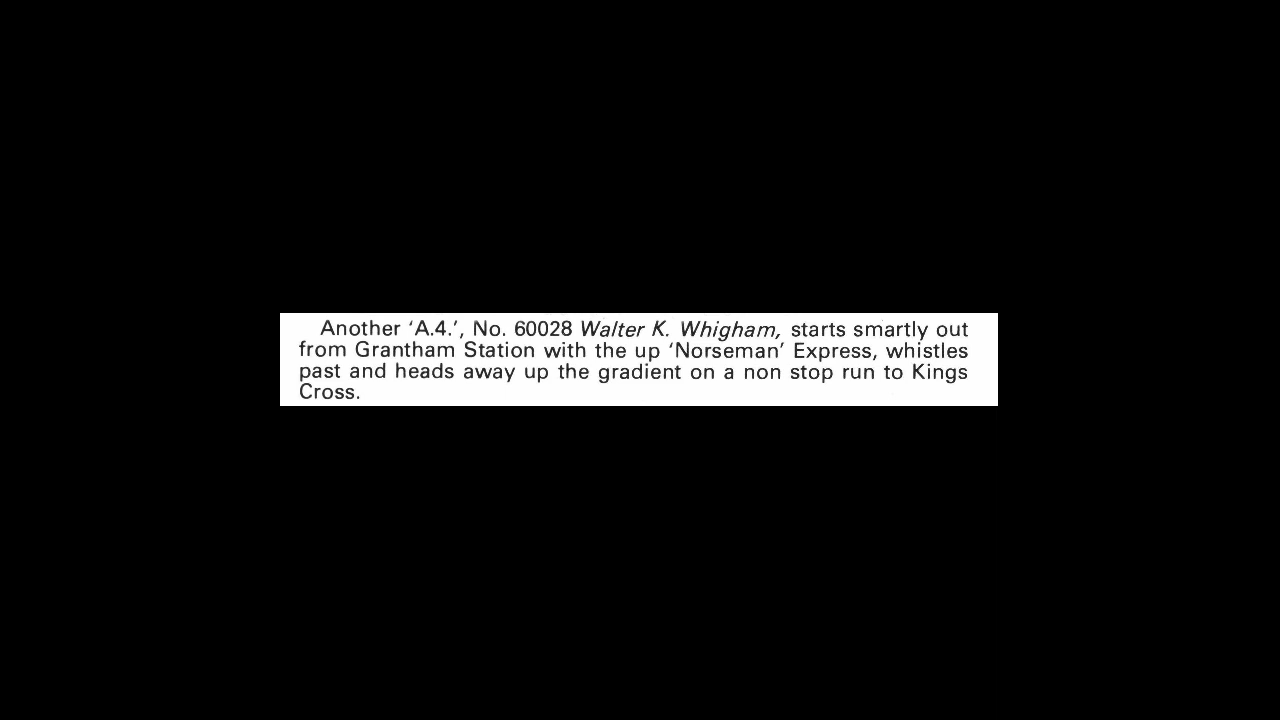 Another ‘A.4.’, No. 60028 Walter K. Whigham, starts smartly out
from Grantham Station with the up ‘Norseman’ Express, whistles
past and heads away up the gradient on a non stop run to Kings
Cross.